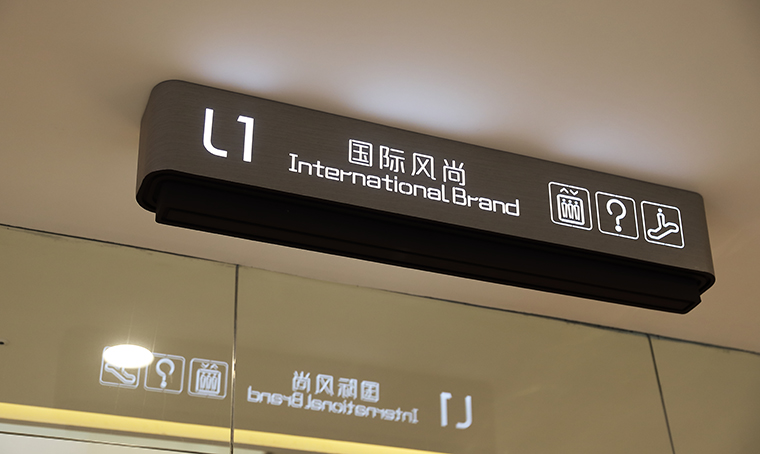 L1
国际风尚
International Brand
?